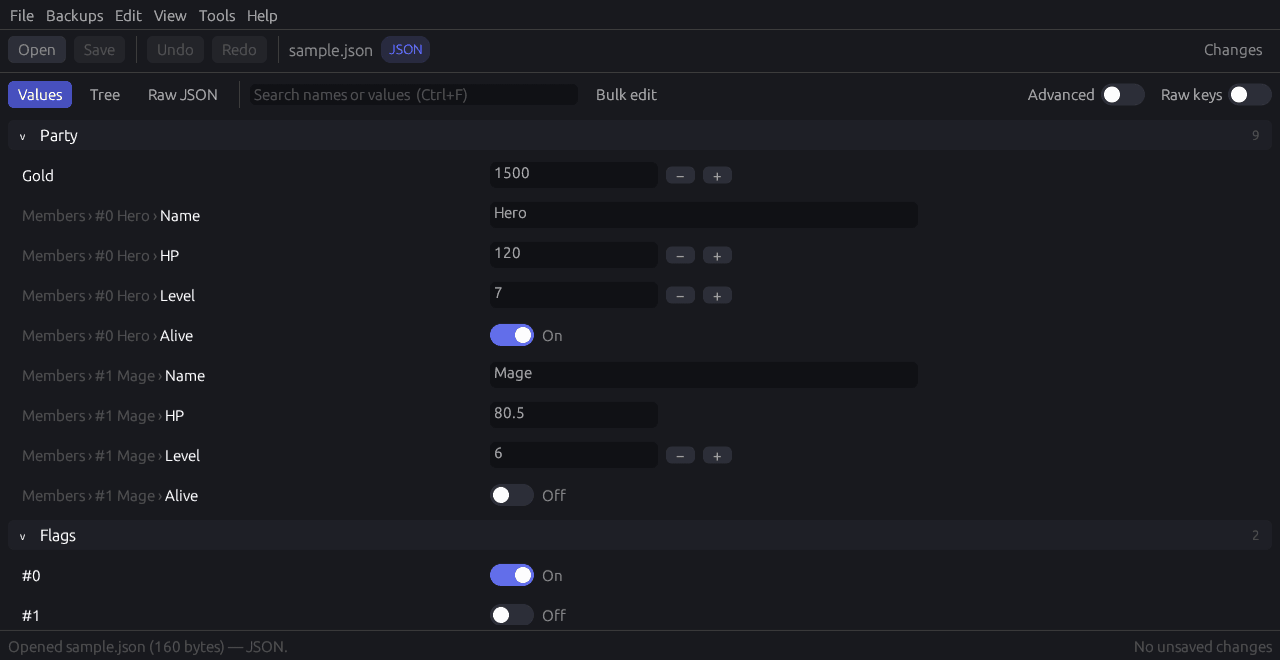 File Backups Edit View Tools Help
Open Save Undo Redo sample.json JSON Changes
Values Tree Raw JSON Search names or values (Ctrl+F) Bulk edit Advanced Raw keys
v Party 9
Gold 1500 – +
Members › #0 Hero › Name Hero
Members › #0 Hero › HP 120 – +
Members › #0 Hero › Level 7 – +
Members › #0 Hero › Alive On
Members › #1 Mage › Name Mage
Members › #1 Mage › HP 80.5
Members › #1 Mage › Level 6 – +
Members › #1 Mage › Alive Off
v Flags 2
#0 On
#1 Off
Opened sample.json (160 bytes) — JSON. No unsaved changes